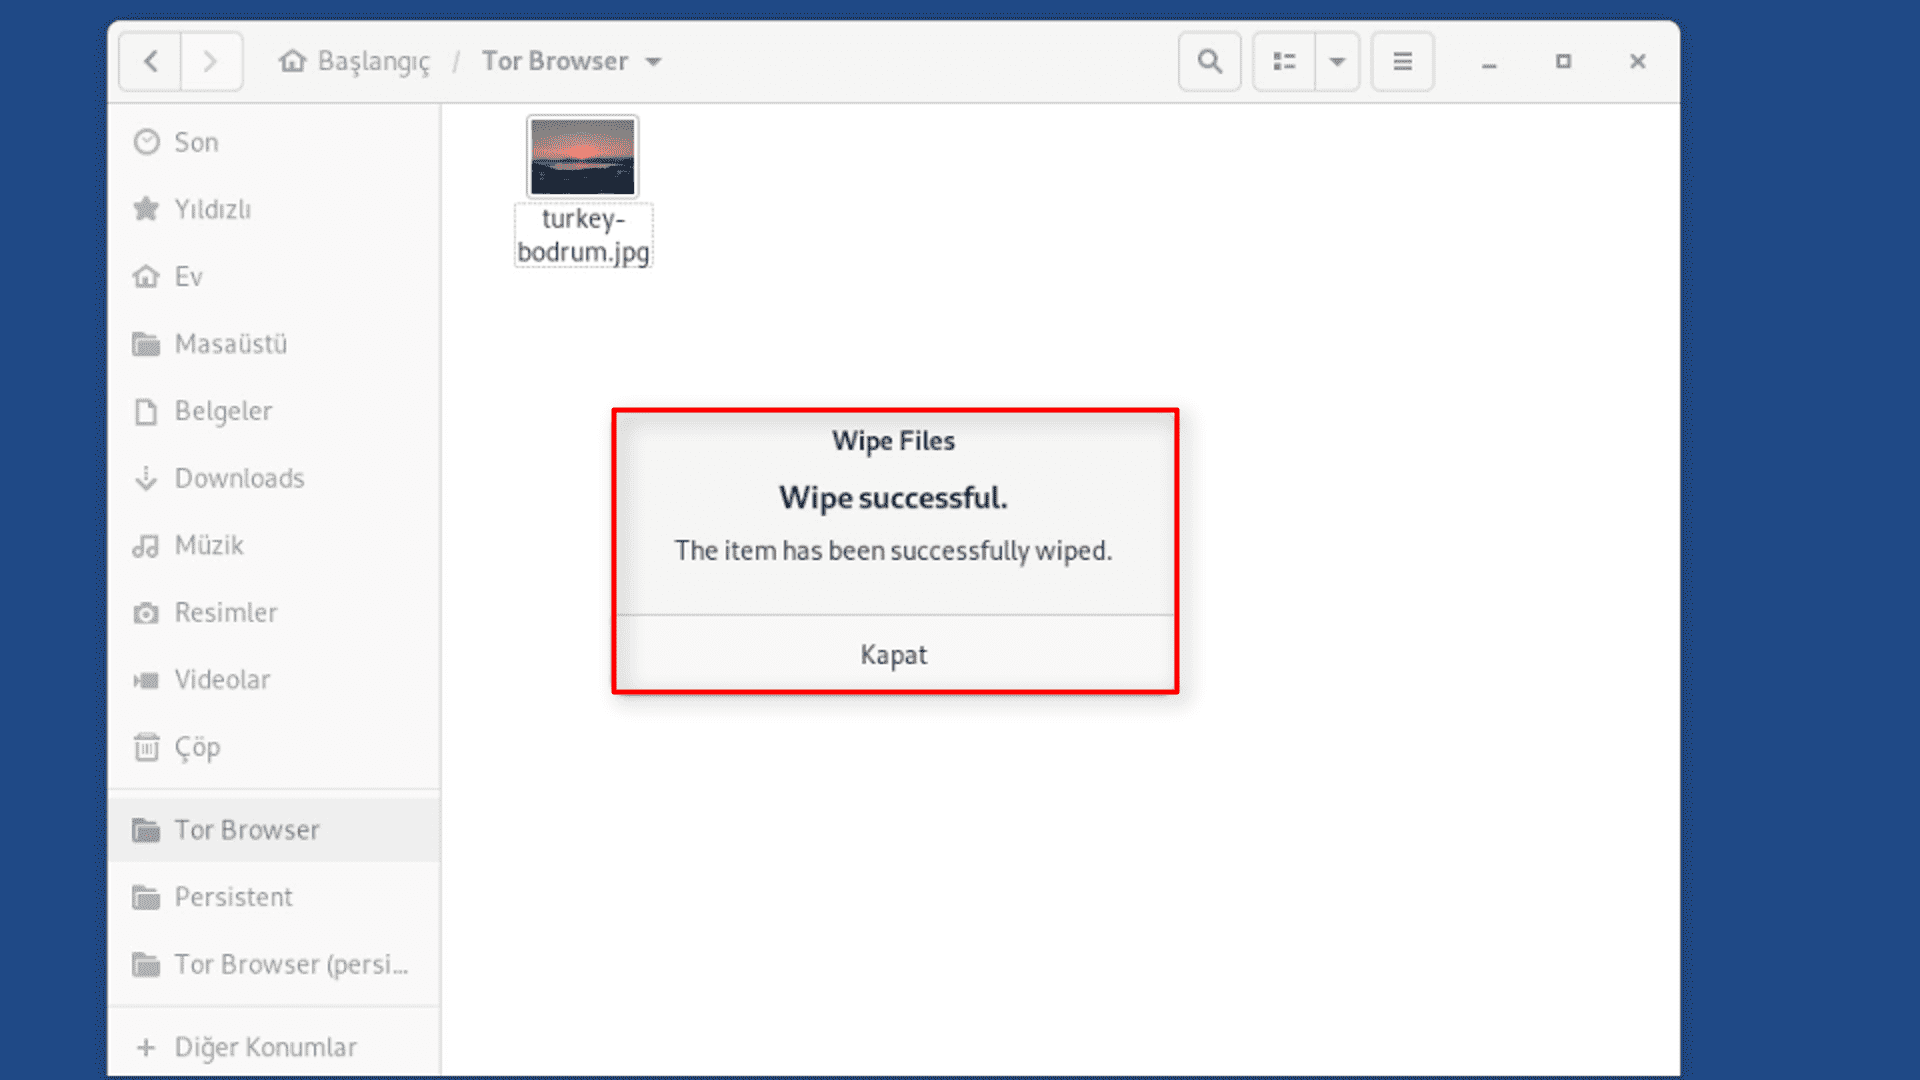 Başlangıç / Tor Browser
Son
Yıldızlı
Ev
Masaüstü
Belgeler
Downloads
Müzik
Resimler
Videolar
Çöp
Tor Browser
Persistent
Tor Browser (persi...
Diğer Konumlar
turkey-
bodrum.jpg
Wipe Files
Wipe successful.
The item has been successfully wiped.
Kapat